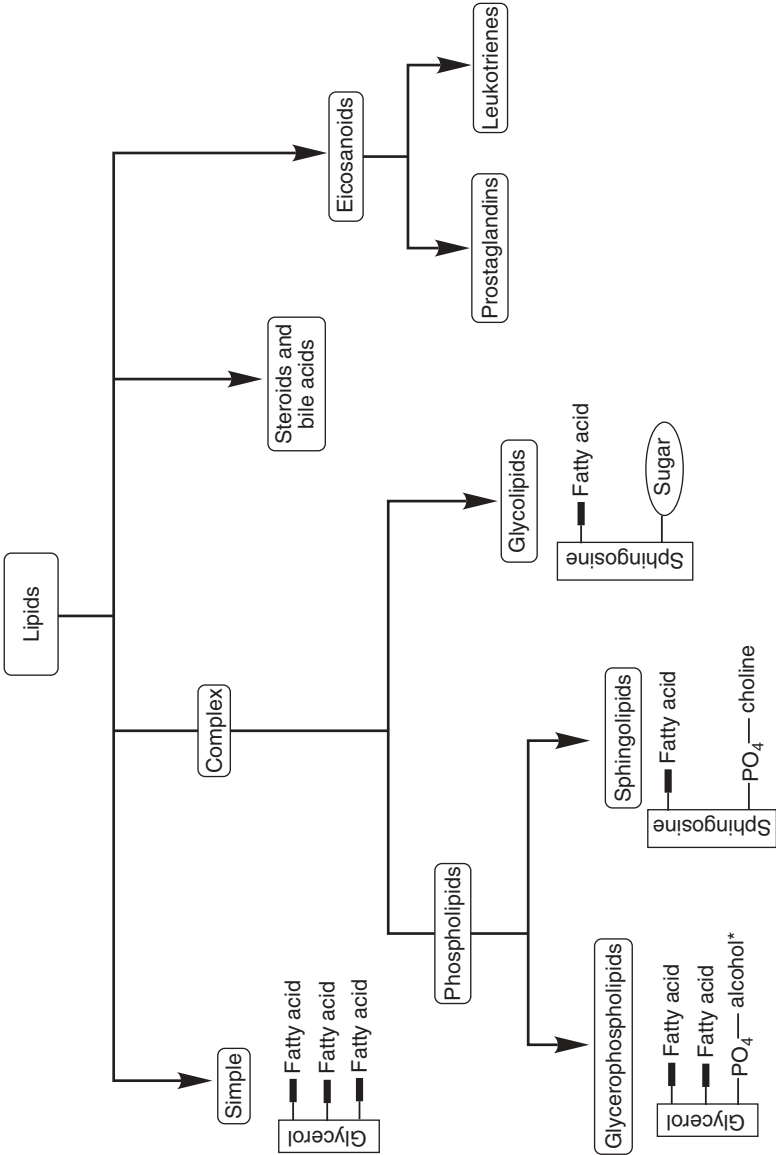 Lipids
Simple
Glycerol
Fatty acid
Fatty acid
Fatty acid
Complex
Phospholipids
Glycerophospholipids
Glycerol
Fatty acid
Fatty acid
PO4—alcohol*
Sphingolipids
Sphingosine
Fatty acid
PO4—choline
Glycolipids
Sphingosine
Fatty acid
Sugar
Steroids and
bile acids
Eicosanoids
Prostaglandins
Leukotrienes